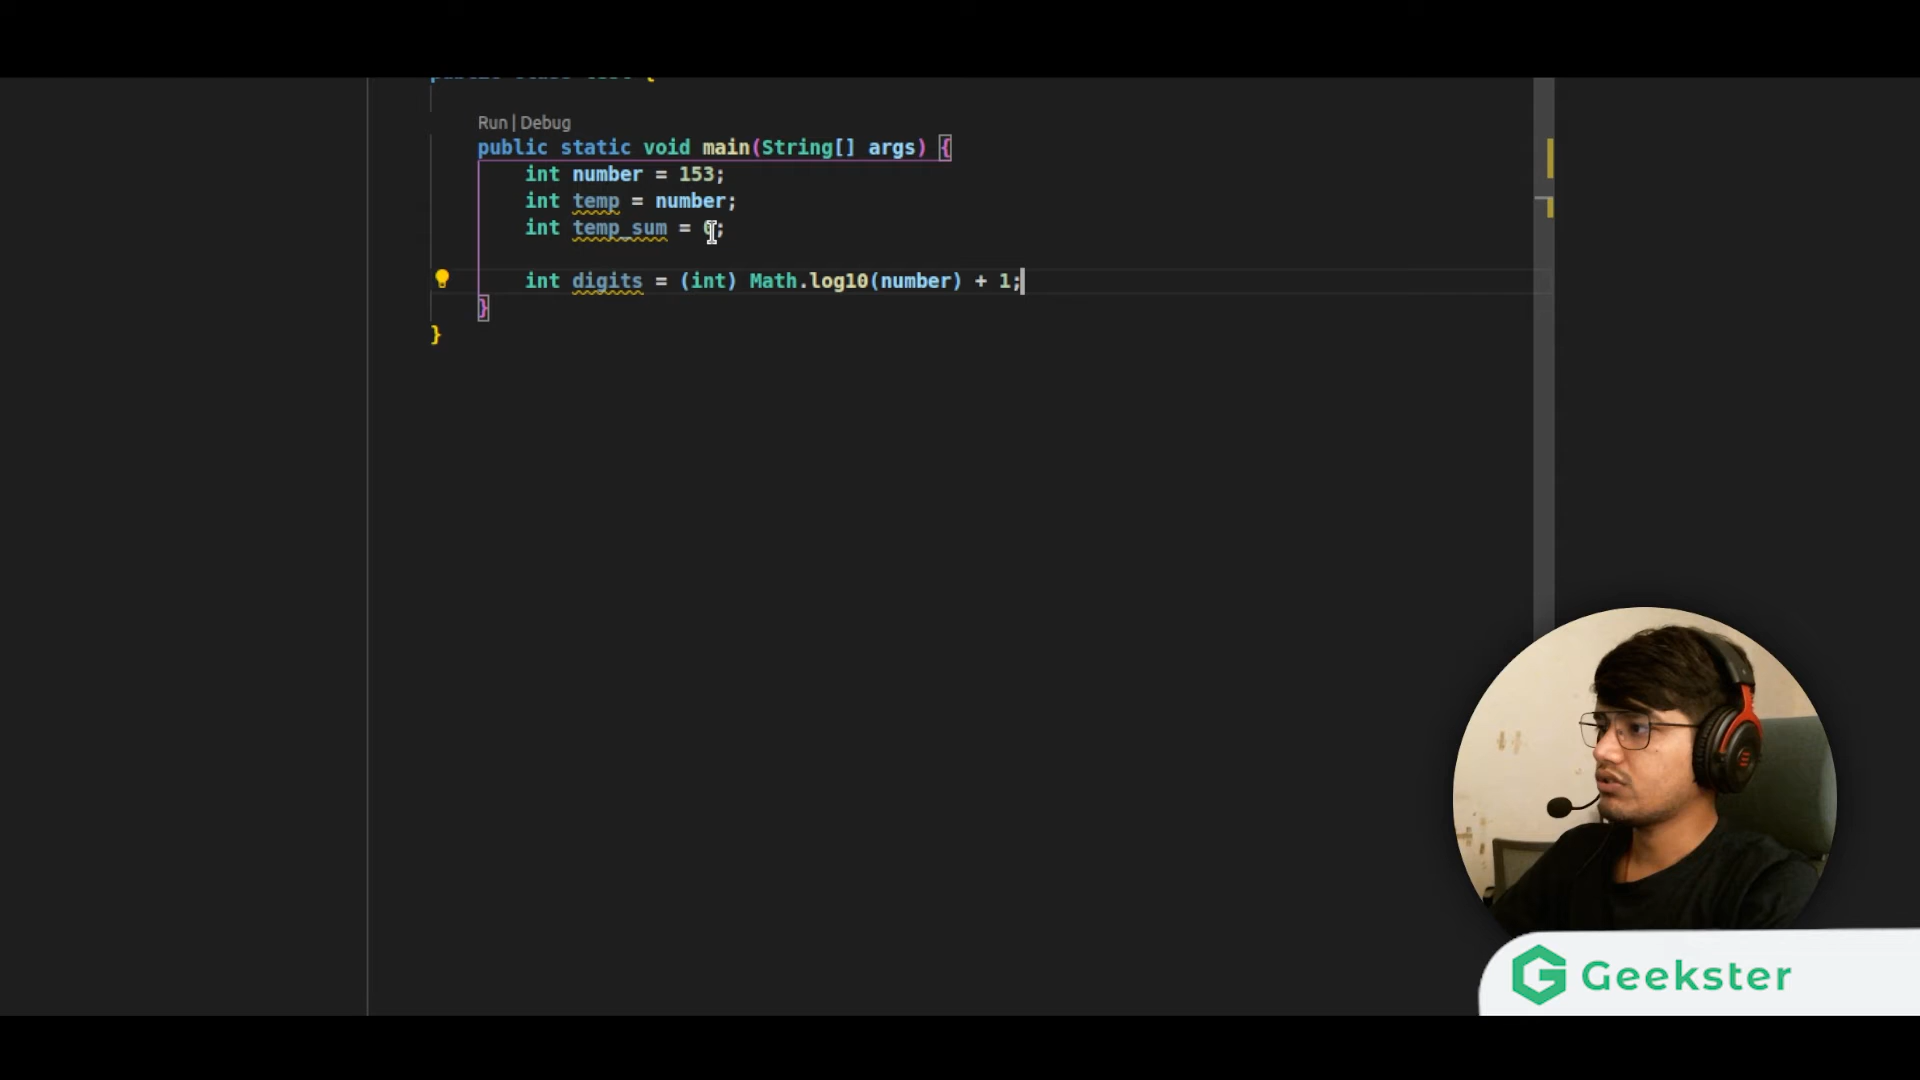 Run | Debug
public static void main(String[] args) {
int number = 153;
int temp = number;
int temp_sum = 0;
int digits = (int) Math.log10(number) + 1;
}
}
Geekster